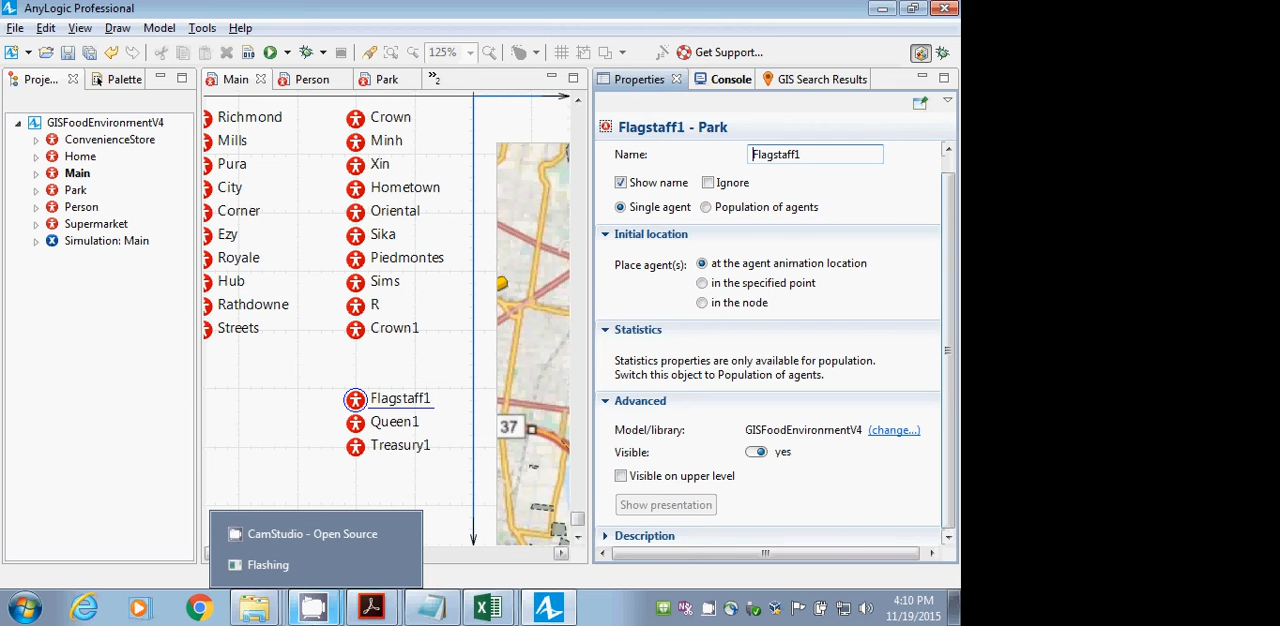 AnyLogic Professional
File Edit View Draw Model Tools Help
125% Get Support...
Proje... Palette Main Person Park »2 Properties Console GIS Search Results
GISFoodEnvironmentV4
ConvenienceStore
Home
Main
Park
Person
Supermarket
Simulation: Main
Richmond
Mills
Pura
City
Corner
Ezy
Royale
Hub
Rathdowne
Streets
Crown
Minh
Xin
Hometown
Oriental
Sika
Piedmontes
Sims
R
Crown1
Flagstaff1
Queen1
Treasury1
37
Flagstaff1 - Park
Name: Flagstaff1
Show name Ignore
Single agent Population of agents
Initial location
Place agent(s): at the agent animation location
in the specified point
in the node
Statistics
Statistics properties are only available for population.
Switch this object to Population of agents.
Advanced
Model/library: GISFoodEnvironmentV4 (change...)
Visible: yes
Visible on upper level
Show presentation
Description
CamStudio - Open Source
Flashing
4:10 PM
11/19/2015